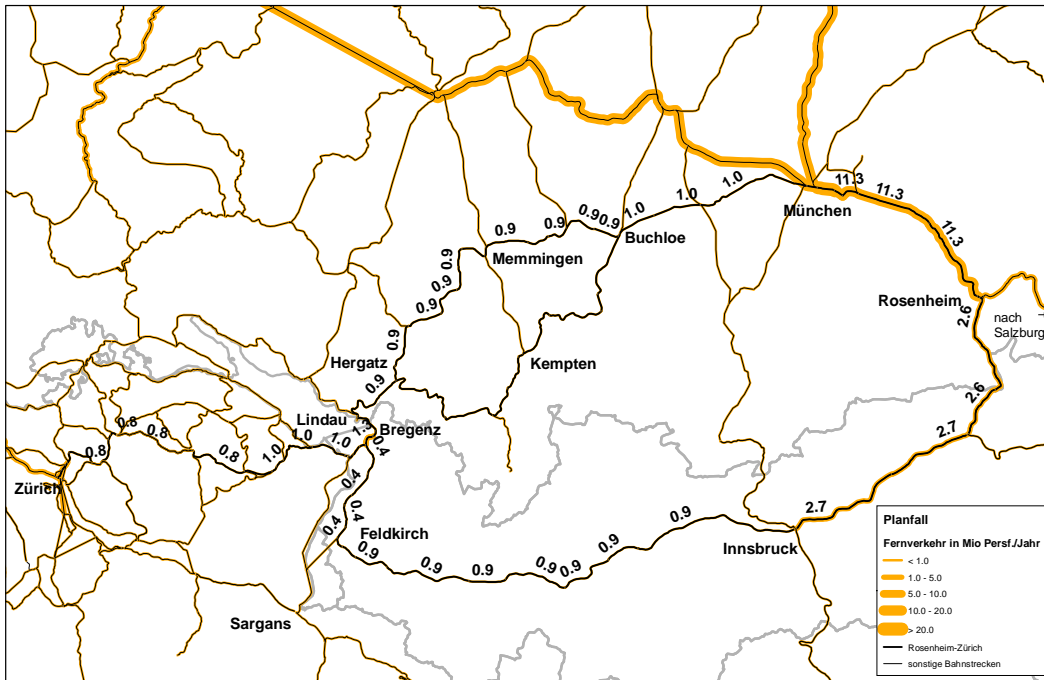 1.0
1.0
11.3
11.3
München
0.9
0.9
0.9
0.9
1.0
Buchloe
11.3
Memmingen
0.9
0.9
0.9
Rosenheim
2.6
nach
Salzburg
0.9
Hergatz
Kempten
0.9
2.6
Lindau
1.3
Bregenz
0.8
0.8
0.8
0.8
1.0
1.0
1.0
0.4
2.7
Zürich
0.4
0.4
0.4
2.7
Feldkirch
0.9
0.9
0.9
0.9
0.9
0.9
Innsbruck
Sargans
Planfall
Fernverkehr in Mio Persf./Jahr
< 1.0
1.0 - 5.0
5.0 - 10.0
10.0 - 20.0
> 20.0
Rosenheim-Zürich
sonstige Bahnstrecken